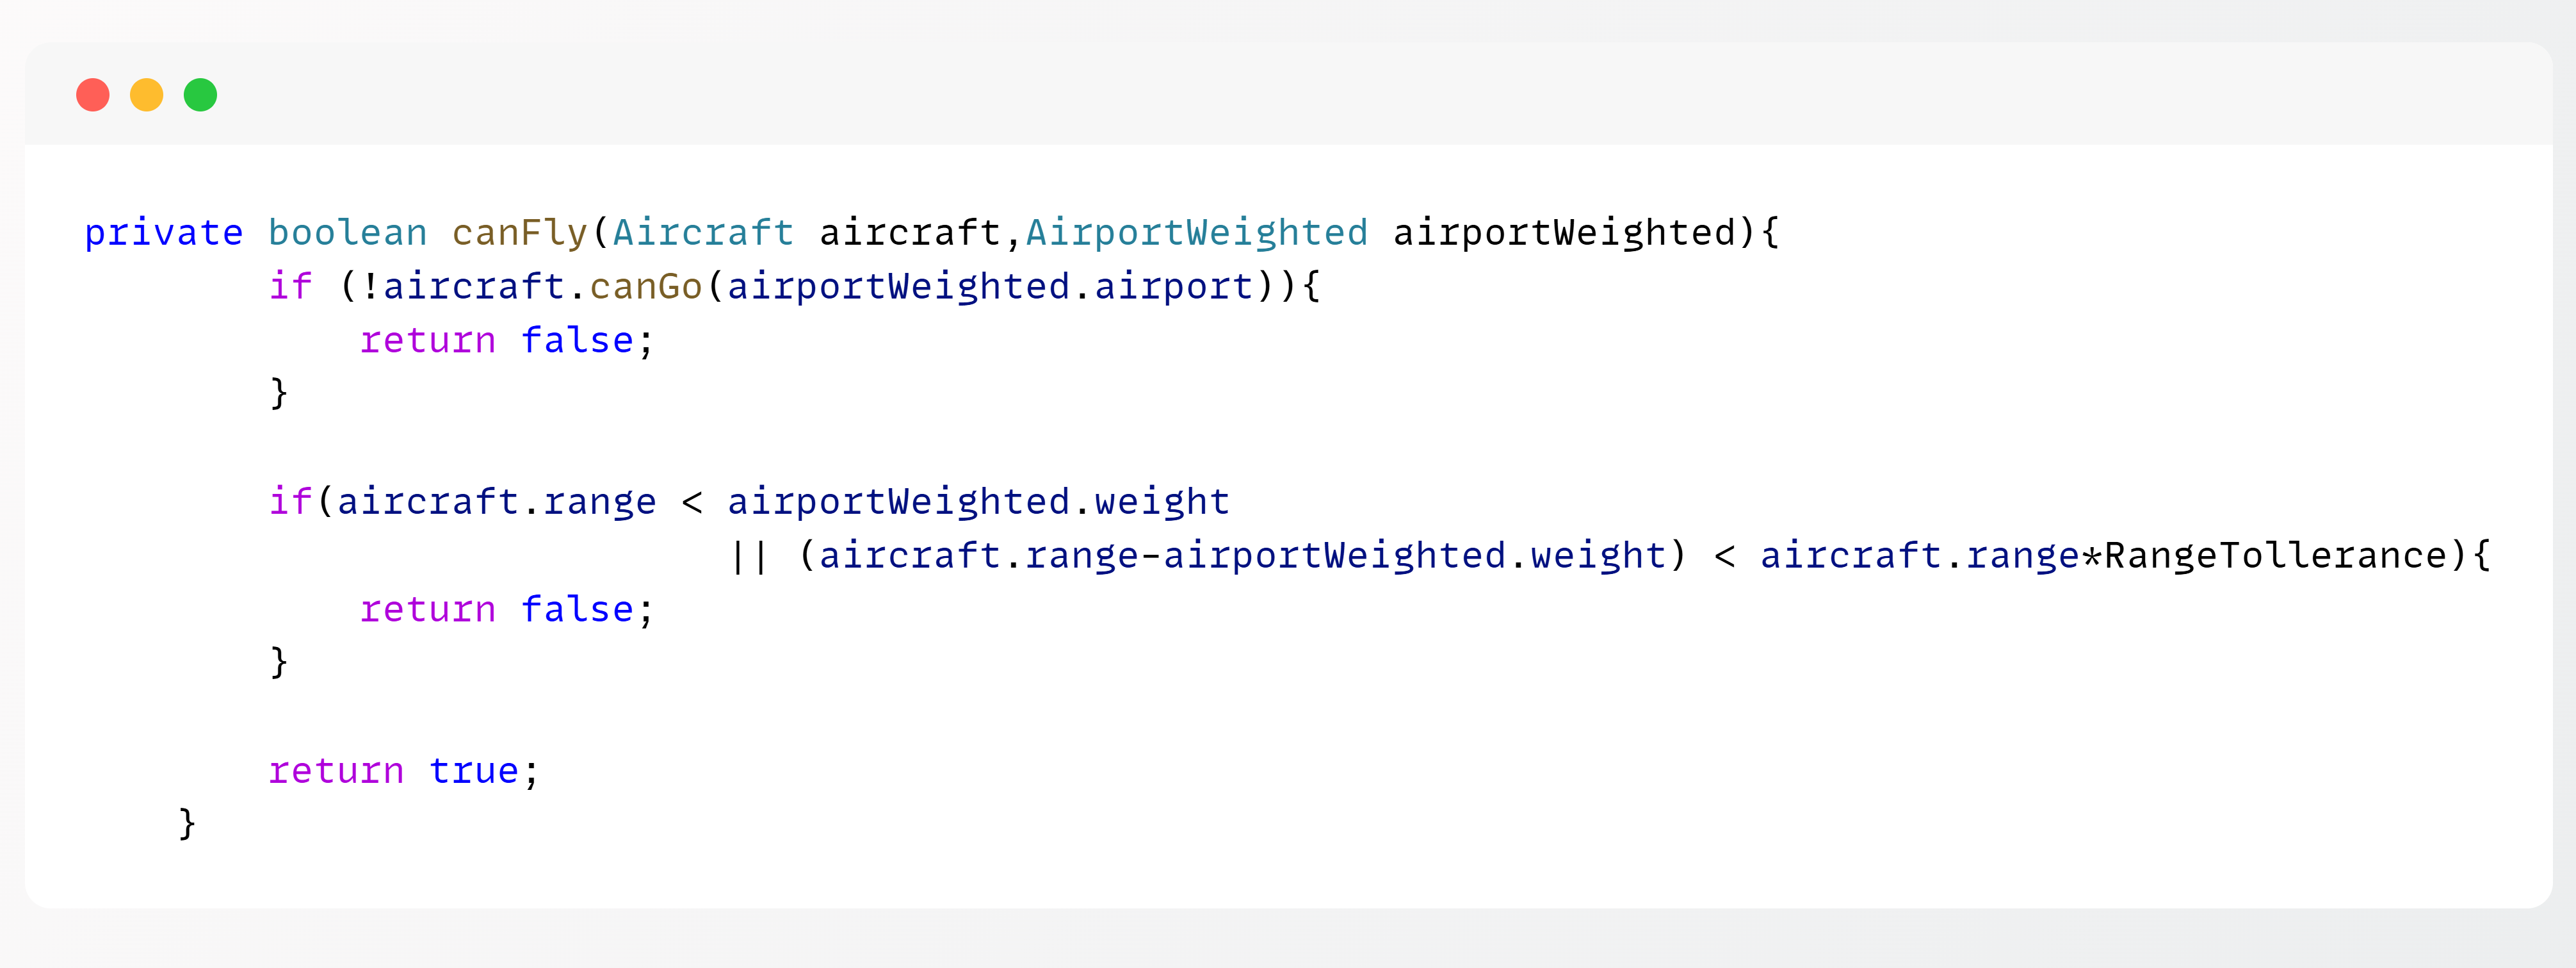 private boolean canFly(Aircraft aircraft,AirportWeighted airportWeighted){
        if (!aircraft.canGo(airportWeighted.airport)){
            return false;
        }

        if(aircraft.range < airportWeighted.weight
                            || (aircraft.range-airportWeighted.weight) < aircraft.range*RangeTollerance){
            return false;
        }

        return true;
    }